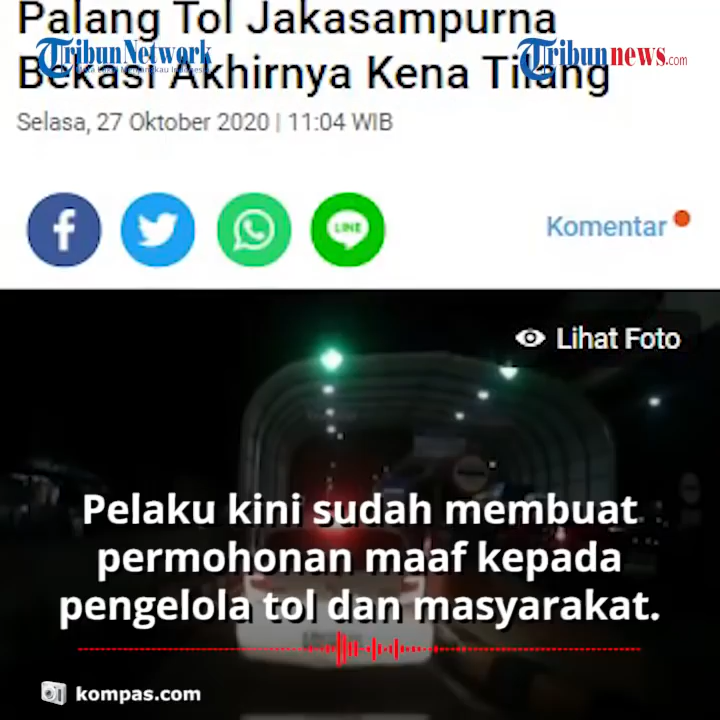 Palang Tol Jakasampurna
TribunNetwork
Tribunnews.com
Bekasi Akhirnya Kena Tilang
Selasa, 27 Oktober 2020 | 11:04 WIB
LINE
Komentar
Lihat Foto
Pelaku kini sudah membuat
permohonan maaf kepada
pengelola tol dan masyarakat.
kompas.com